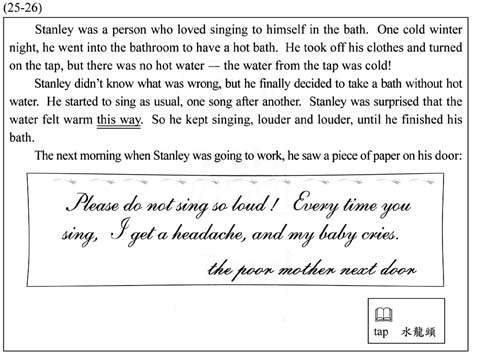 (25-26)
Stanley was a person who loved singing to himself in the bath. One cold winter
night, he went into the bathroom to have a hot bath. He took off his clothes and turned
on the tap, but there was no hot water — the water from the tap was cold!
Stanley didn't know what was wrong, but he finally decided to take a bath without hot
water. He started to sing as usual, one song after another. Stanley was surprised that the
water felt warm this way. So he kept singing, louder and louder, until he finished his
bath.
The next morning when Stanley was going to work, he saw a piece of paper on his door:
Please do not sing so loud! Every time you
sing, I get a headache, and my baby cries.
the poor mother next door
tap 水龍頭